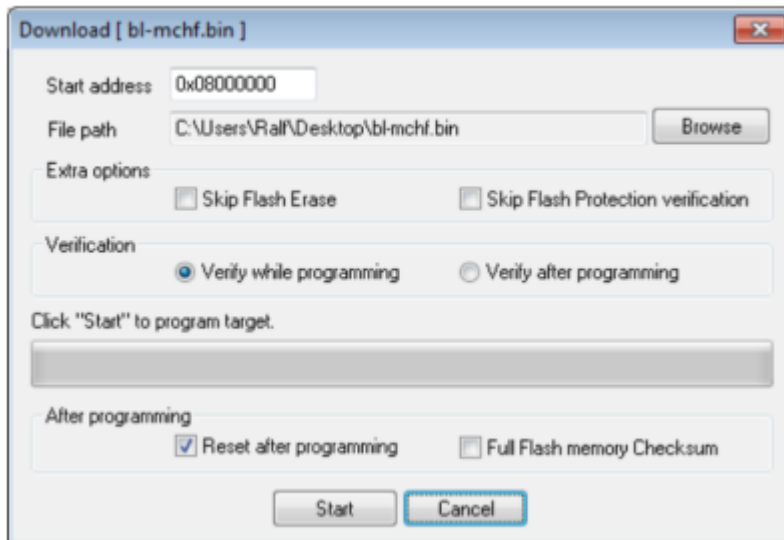 Download [ bl-mchf.bin ]
Start address 0x08000000
File path C:\Users\Ralf\Desktop\bl-mchf.bin Browse
Extra options
Skip Flash Erase Skip Flash Protection verification
Verification
Verify while programming Verify after programming
Click "Start" to program target.
After programming
Reset after programming Full Flash memory Checksum
Start Cancel